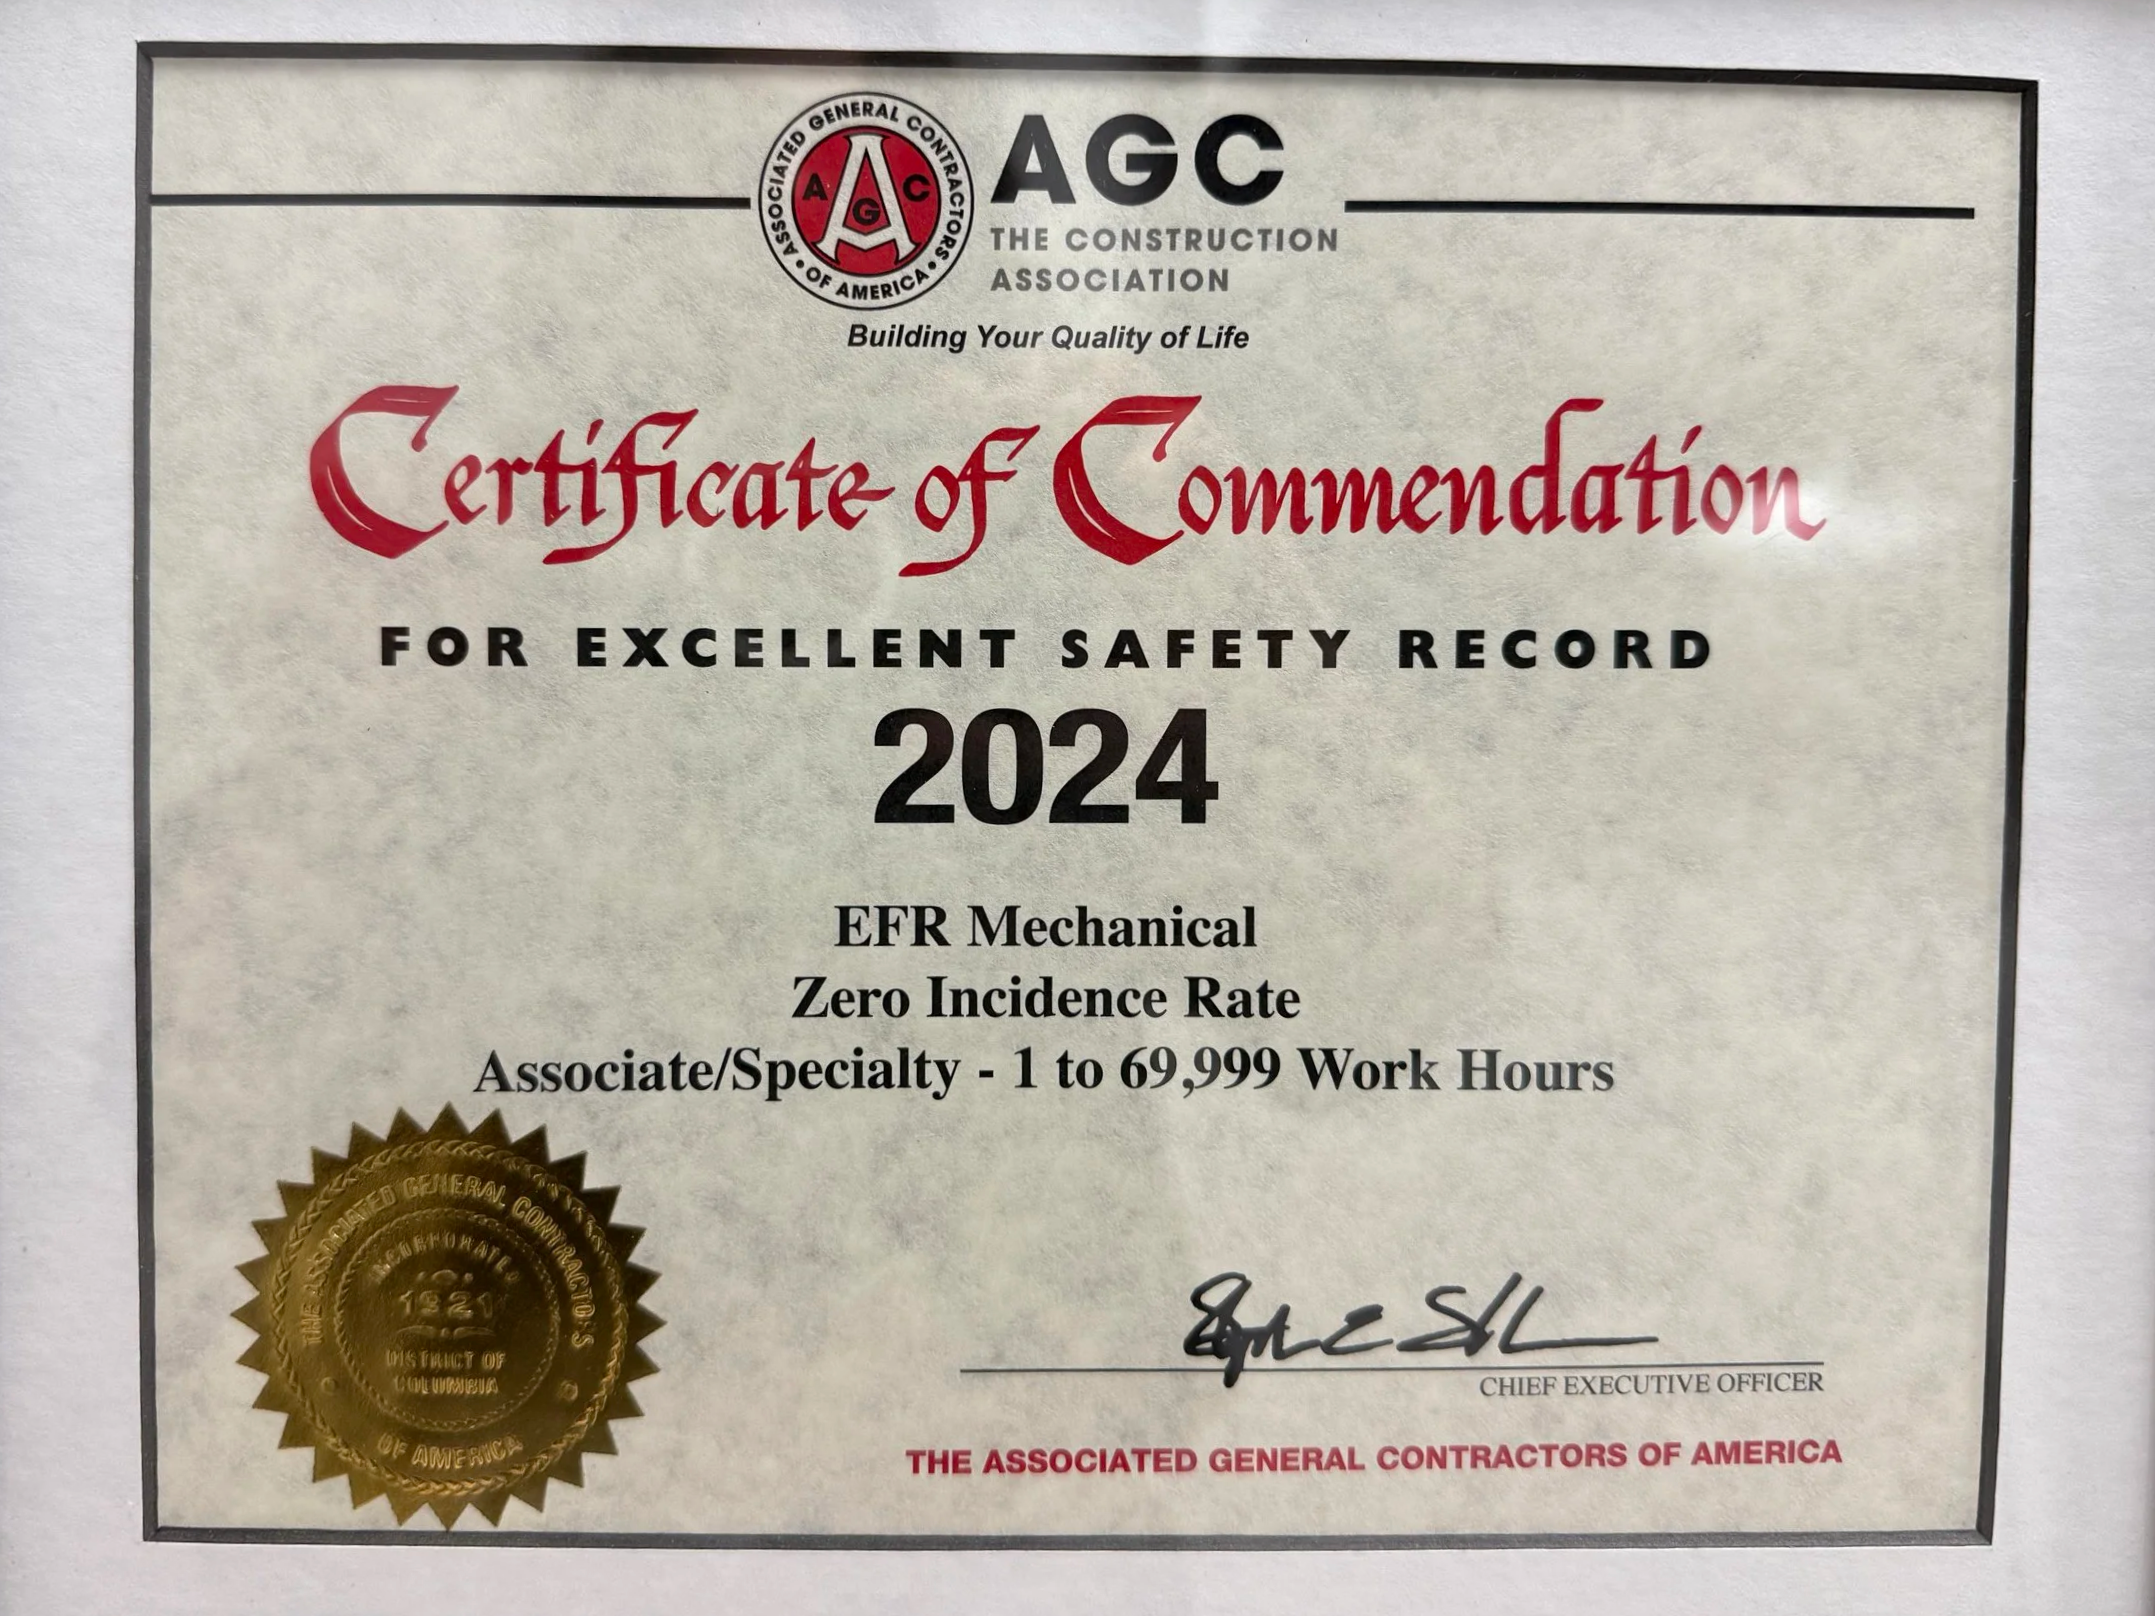 ASSOCIATED GENERAL CONTRACTORS
• OF AMERICA •
A G C
AGC
THE CONSTRUCTION
ASSOCIATION
Building Your Quality of Life
Certificate of Commendation
FOR EXCELLENT SAFETY RECORD
2024
EFR Mechanical
Zero Incidence Rate
Associate/Specialty - 1 to 69,999 Work Hours
THE ASSOCIATED GENERAL CONTRACTORS
INCORPORATED
1921
DISTRICT OF
COLUMBIA
OF AMERICA
CHIEF EXECUTIVE OFFICER
THE ASSOCIATED GENERAL CONTRACTORS OF AMERICA